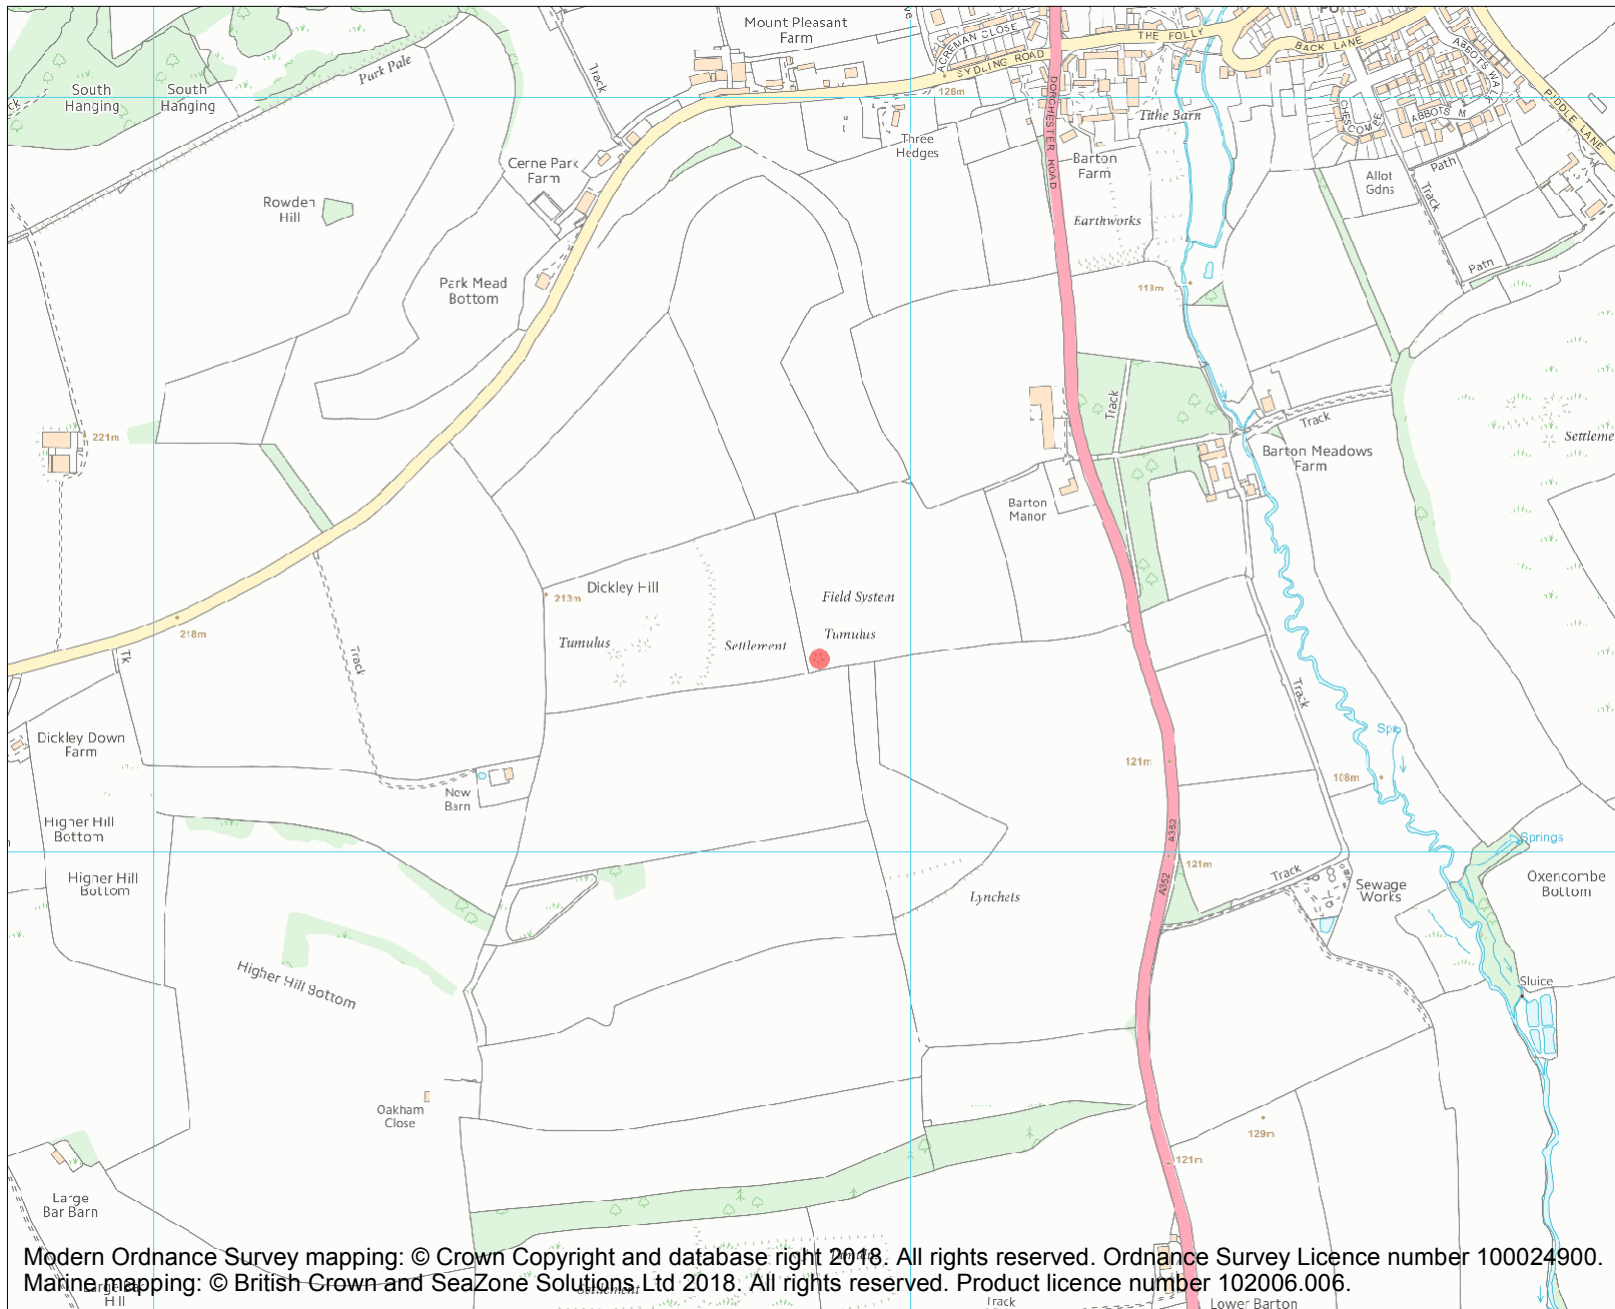 Mount Pleasant
Farm
ACREMAN CLOSE
SYDLING ROAD
THE FOLLY
BACK LANE
ABBOTS WALK
PIDDLE LANE
South
Hanging
South
Hanging
Park Pale
Track
126m
DORCHESTER ROAD
Tithe Barn
CHESCOMBE
ABBOTS M
Three
Hedges
Cerne Park
Farm
Barton
Farm
Path
Allot
Gdns
Track
Rowden
Hill
Earthworks
Path
Park Mead
Bottom
113m
Track
Track
221m
Settleme
Barton Meadows
Farm
Barton
Manor
Dickley Hill
213m
Field System
218m
Tumulus
Settlement
Tumulus
Tk
Track
Track
Dickley Down
Farm
Spr
121m
108m
New
Barn
Higher Hill
Bottom
A352
Springs
121m
Higher Hill
Bottom
A352
Track
Sewage
Works
Oxencombe
Bottom
Lynchets
Higher Hill Bottom
Sluice
Oakham
Close
129m
121m
Large
Bar Barn
Tumulus
Modern Ordnance Survey mapping: © Crown Copyright and database right 2018. All rights reserved. Ordnance Survey Licence number 100024900.
Marine mapping: © British Crown and SeaZone Solutions Ltd 2018. All rights reserved. Product licence number 102006.006.
Settlement
Hill
Track
Lower Barton